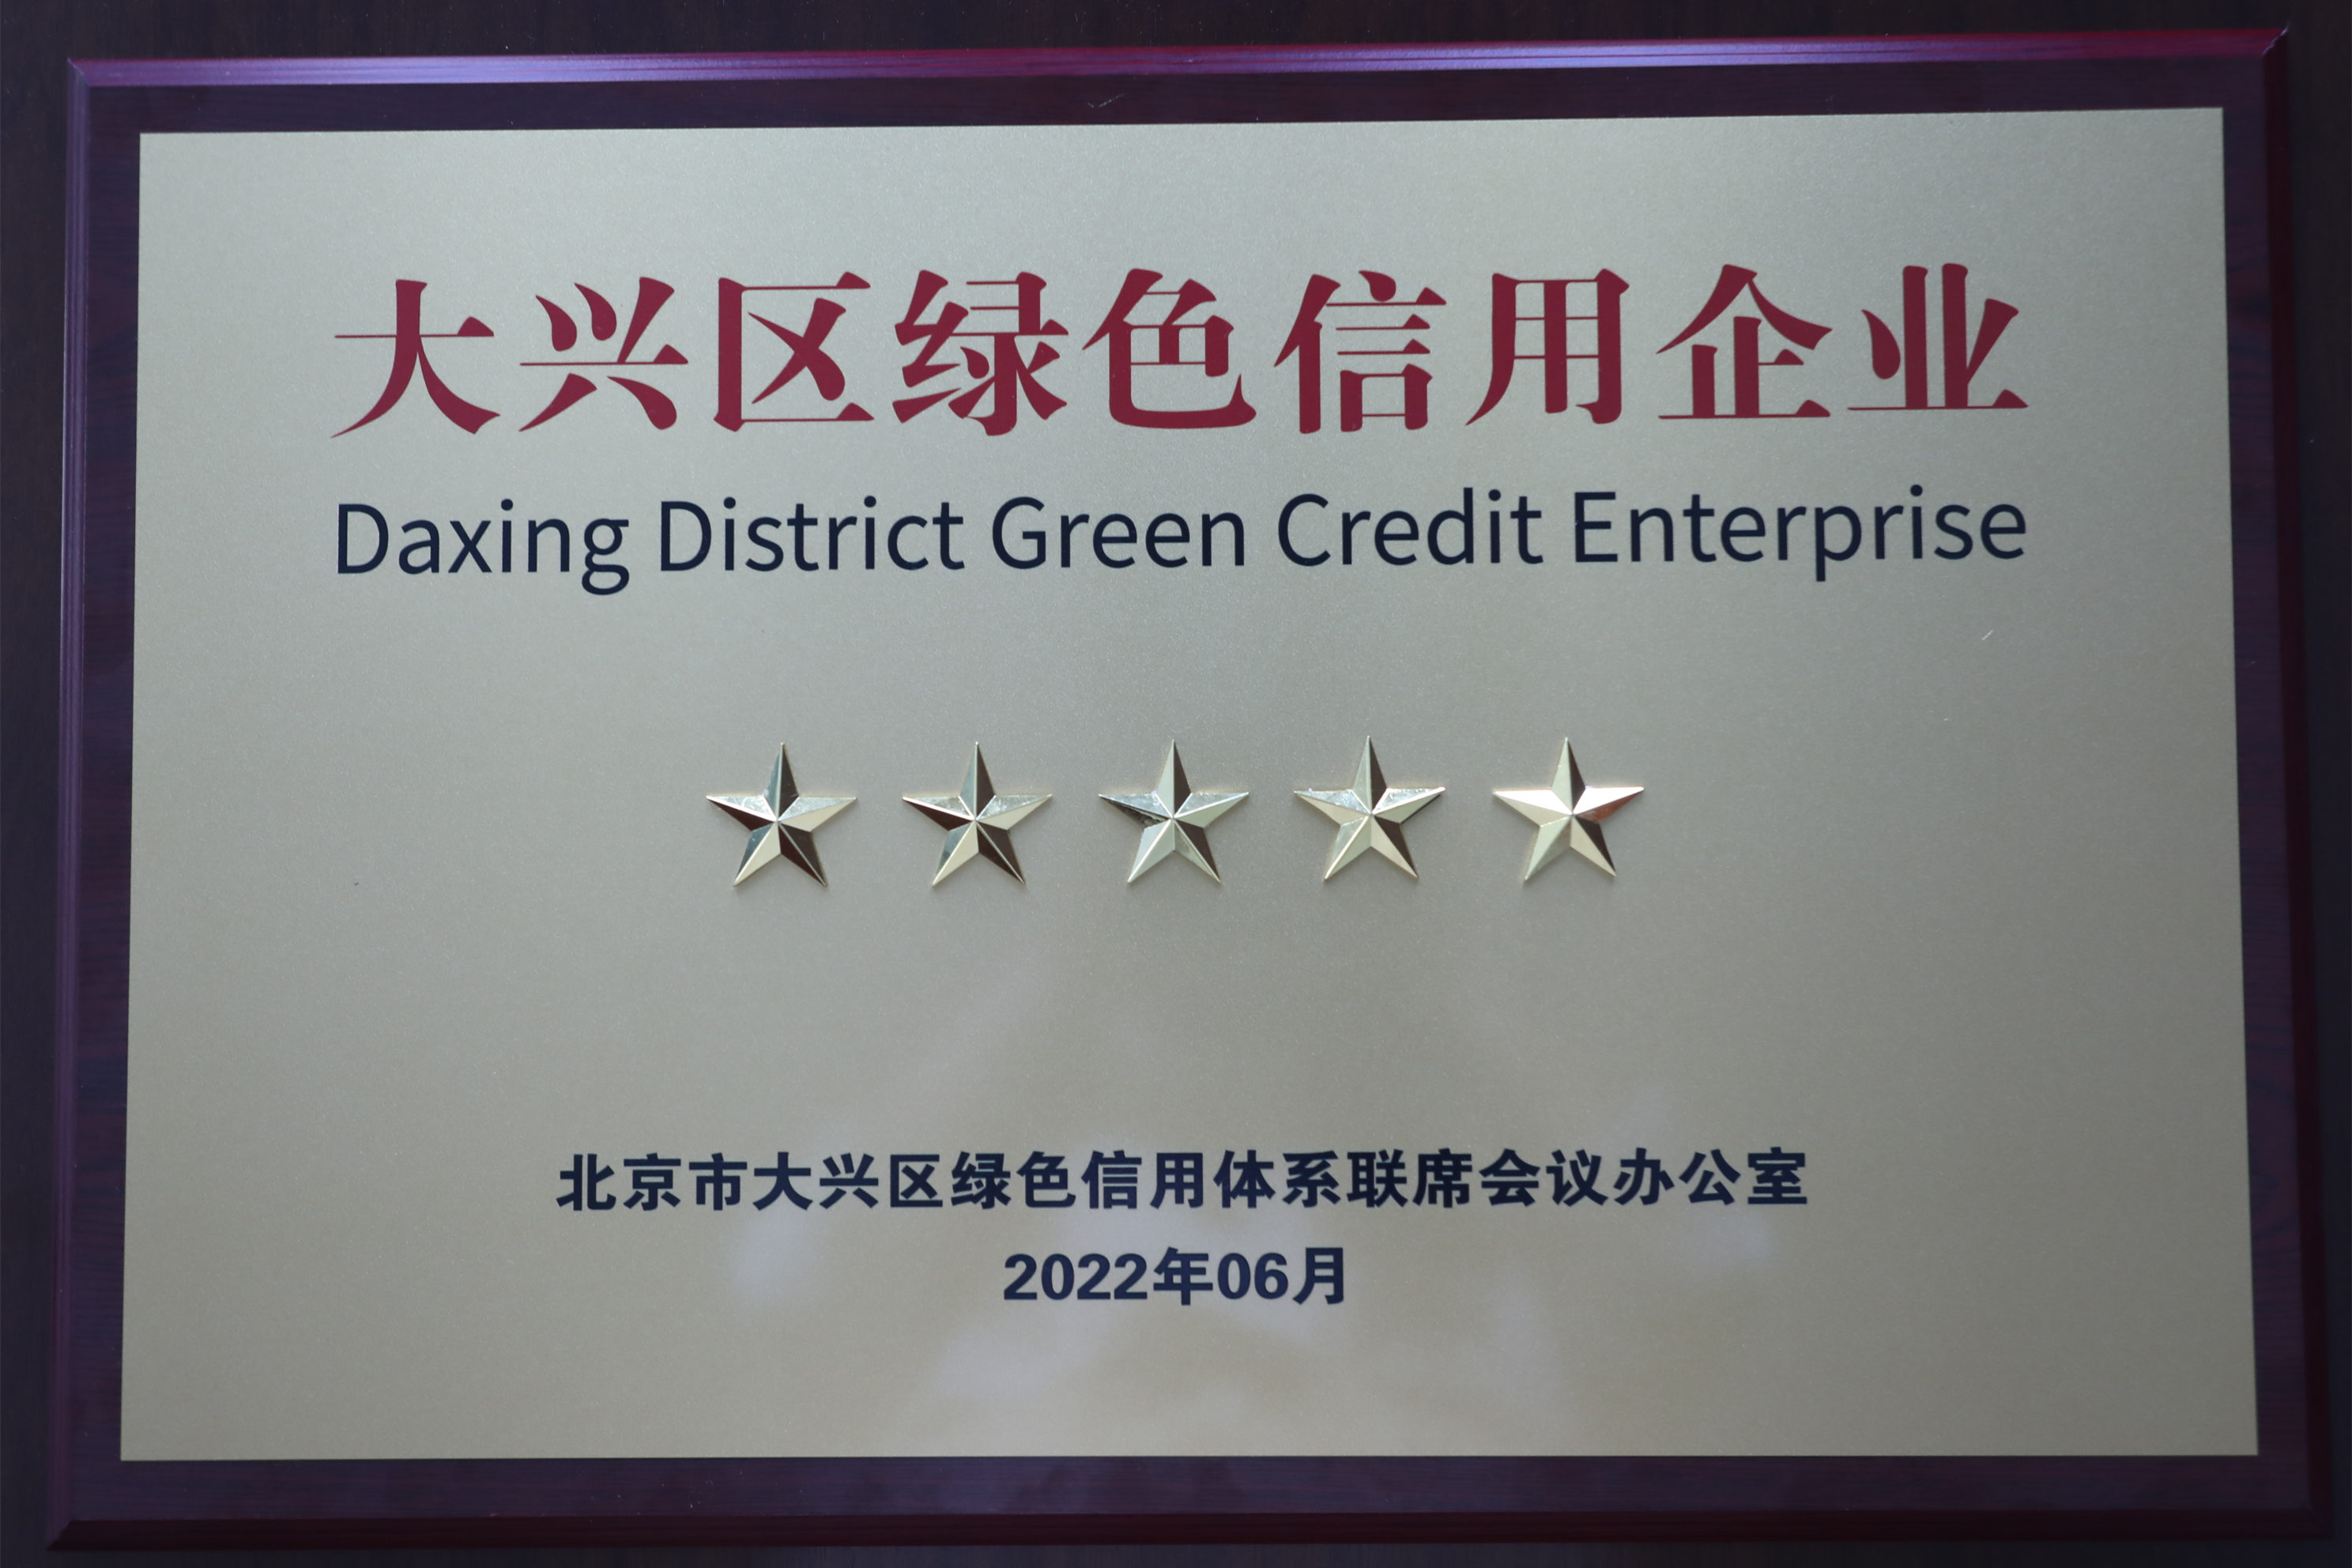 大兴区绿色信用企业
Daxing District Green Credit Enterprise
北京市大兴区绿色信用体系联席会议办公室
2022年06月